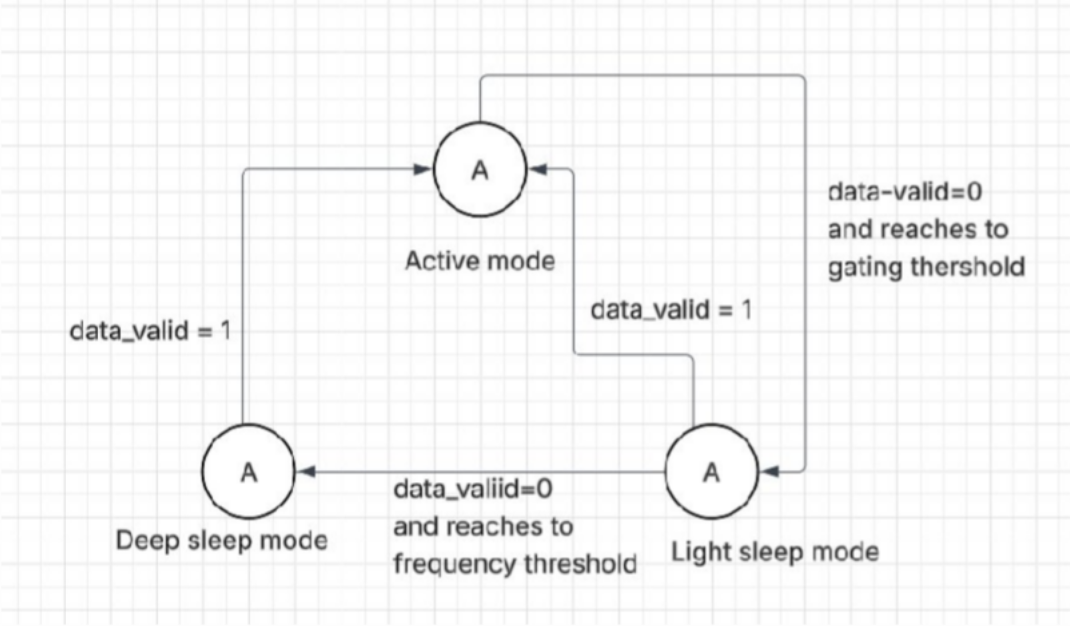 A
Active mode
data-valid=0
and reaches to
gating thershold
data_valid = 1
data_valid = 1
A
Deep sleep mode
data_valiid=0
and reaches to
frequency threshold
A
Light sleep mode